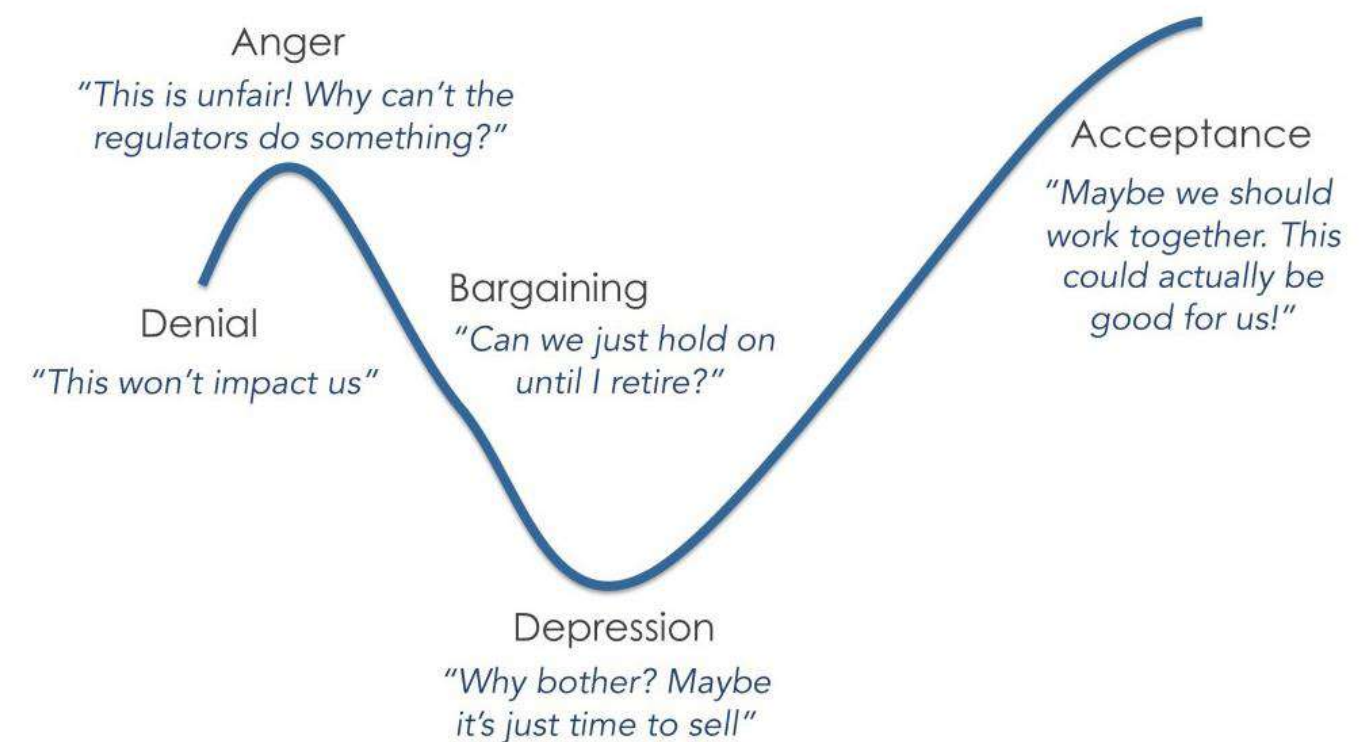 Anger
“This is unfair! Why can’t the
regulators do something?”
Denial
“This won’t impact us”
Bargaining
“Can we just hold on
until I retire?”
Depression
“Why bother? Maybe
it’s just time to sell”
Acceptance
“Maybe we should
work together. This
could actually be
good for us!”